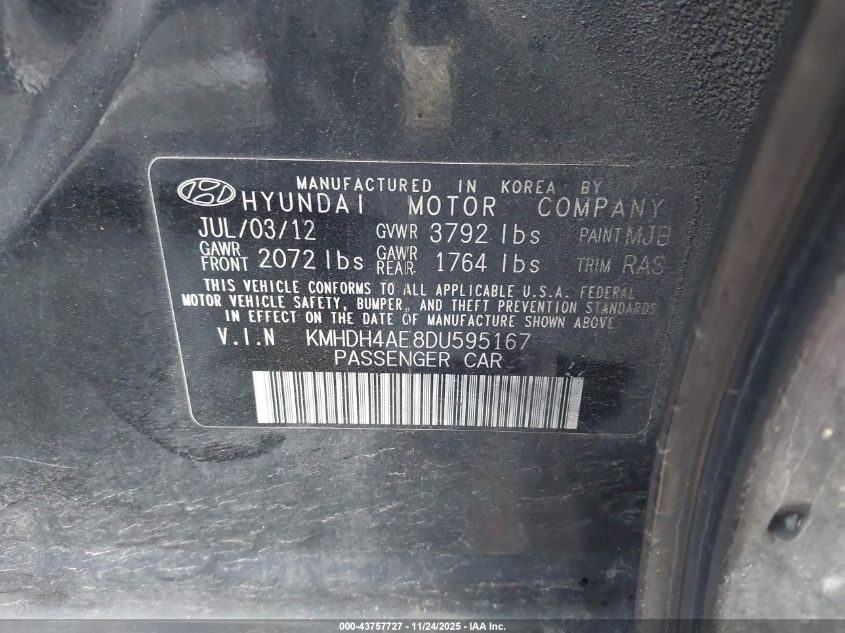 MANUFACTURED IN KOREA BY
HYUNDAI MOTOR COMPANY
JUL/03/12 GVWR 3792 lbs PAINT MJB
GAWR FRONT 2072 lbs GAWR REAR 1764 lbs TRIM RAS
THIS VEHICLE CONFORMS TO ALL APPLICABLE U.S.A. FEDERAL
MOTOR VEHICLE SAFETY, BUMPER, AND THEFT PREVENTION STANDARDS
IN EFFECT ON THE DATE OF MANUFACTURE SHOWN ABOVE
V.I.N KMHDH4AE8DU595167
PASSENGER CAR
000-43757727 - 11/24/2025 - IAA Inc.